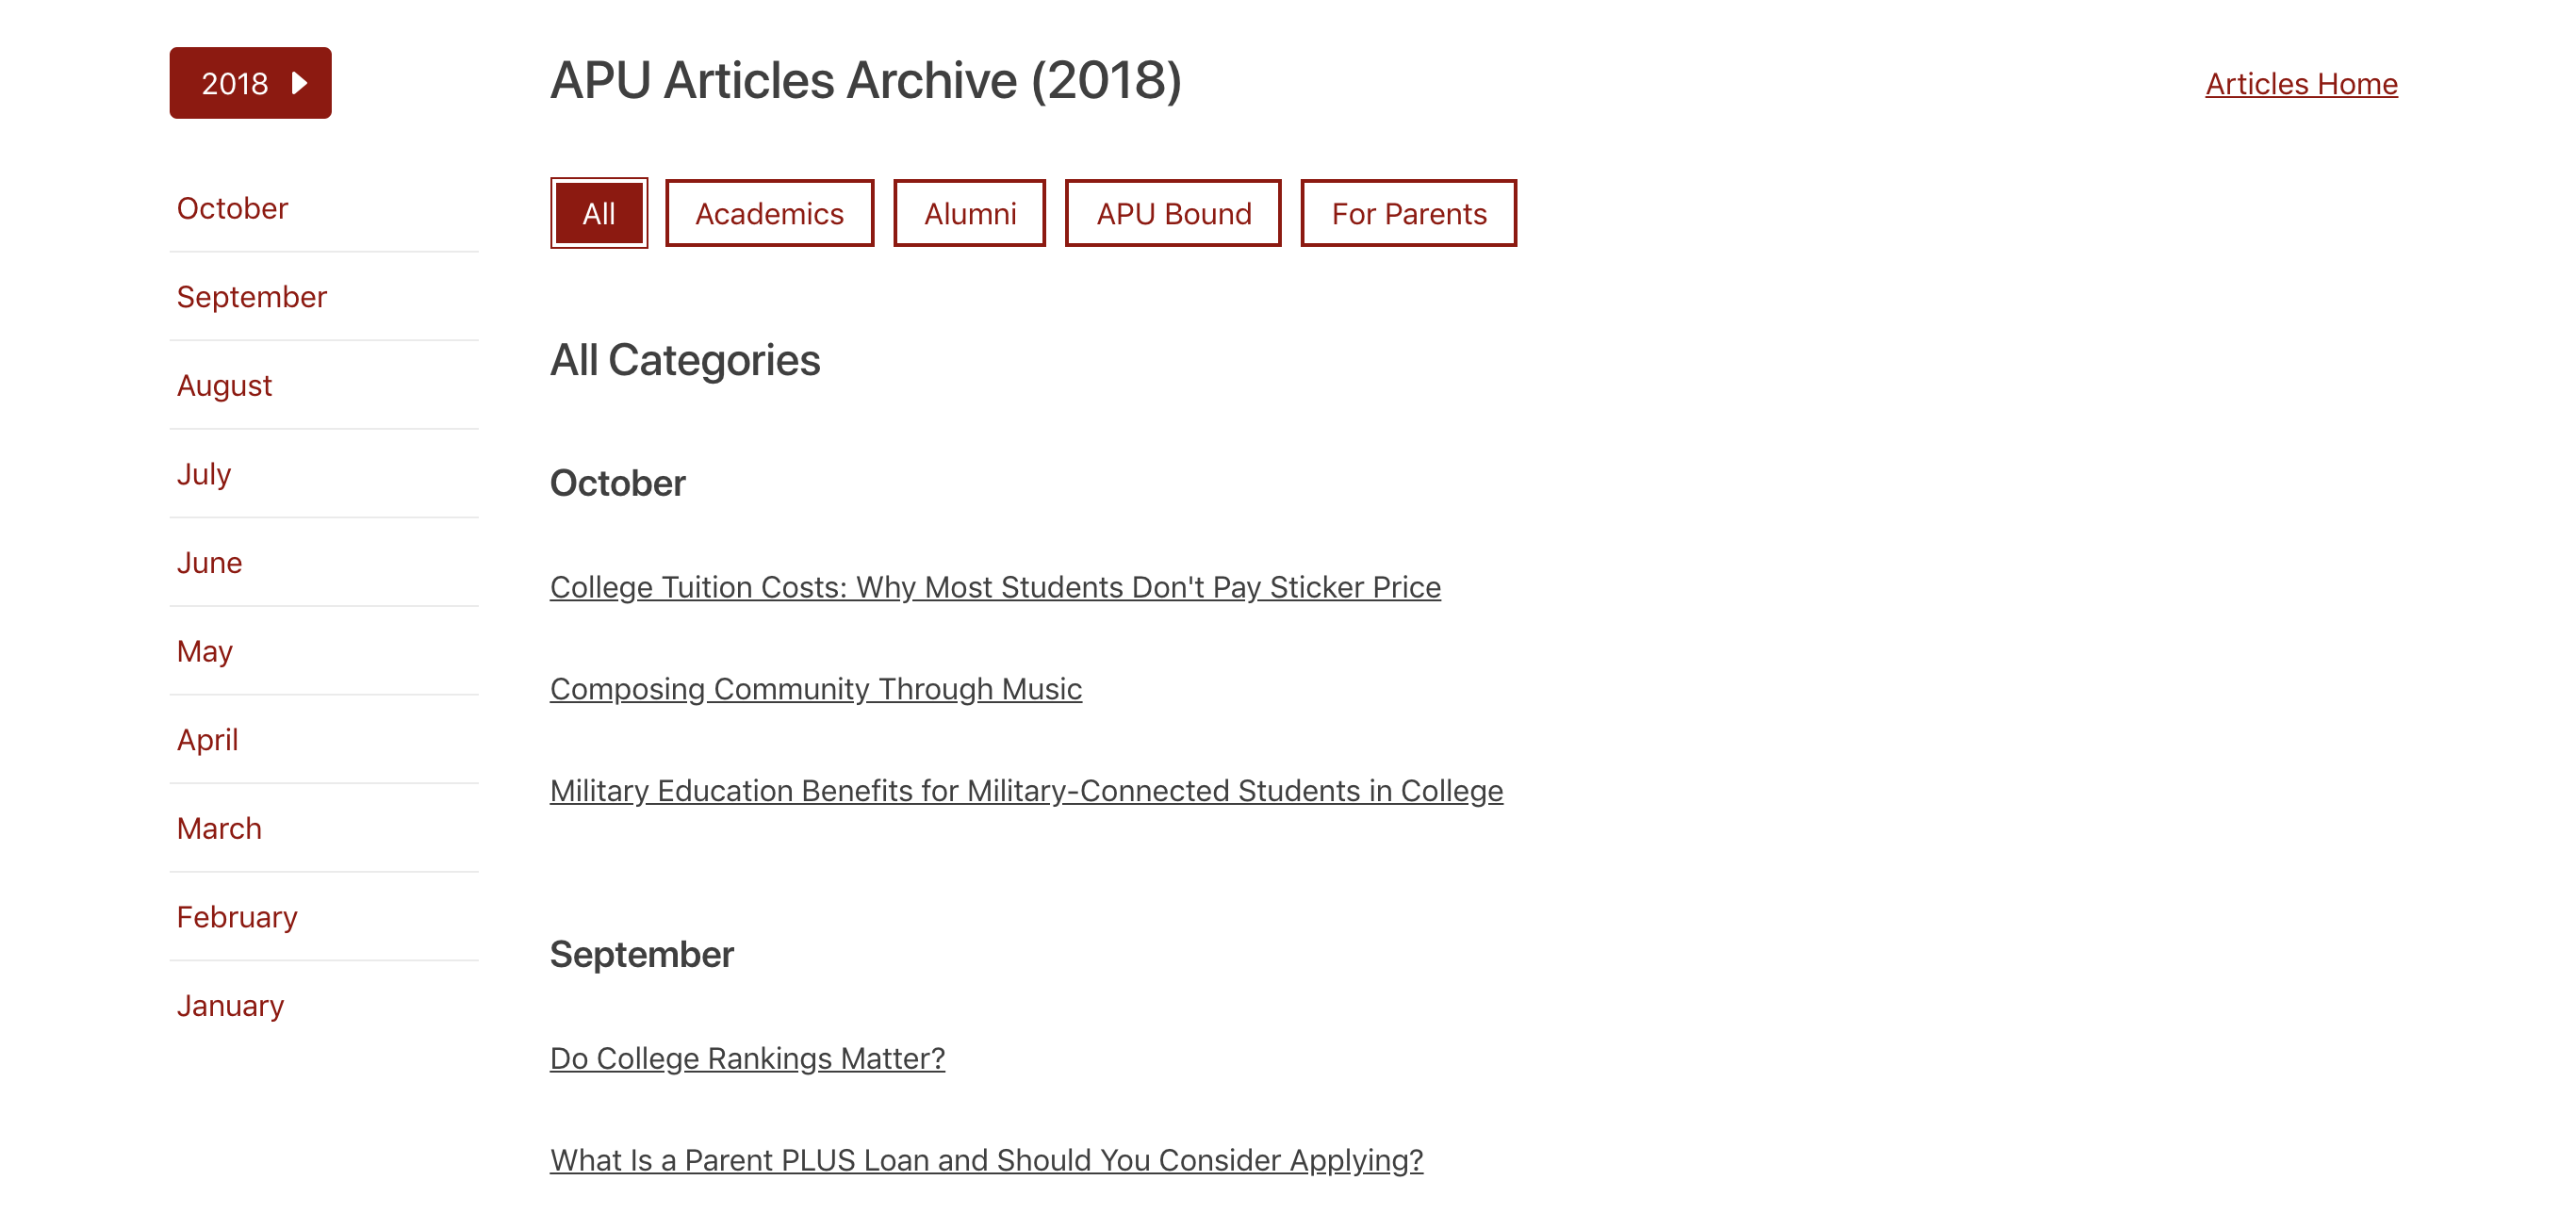 2018
October
September
August
July
June
May
April
March
February
January
APU Articles Archive (2018)
Articles Home
All
Academics
Alumni
APU Bound
For Parents
All Categories
October
College Tuition Costs: Why Most Students Don't Pay Sticker Price
Composing Community Through Music
Military Education Benefits for Military-Connected Students in College
September
Do College Rankings Matter?
What Is a Parent PLUS Loan and Should You Consider Applying?